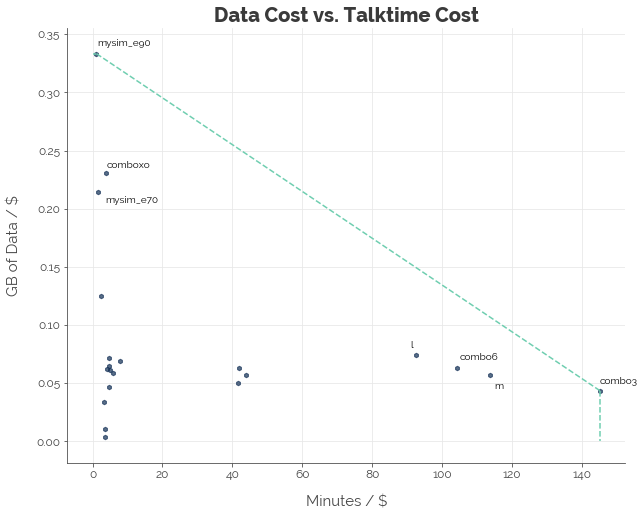 Data Cost vs. Talktime Cost
0.35
mysim_e90
0.30
0.25
comboxo
0.20
mysim_e70
GB of Data / $
0.15
0.10
l
combo6
combo3
0.05
m
0.00
0 20 40 60 80 100 120 140
Minutes / $